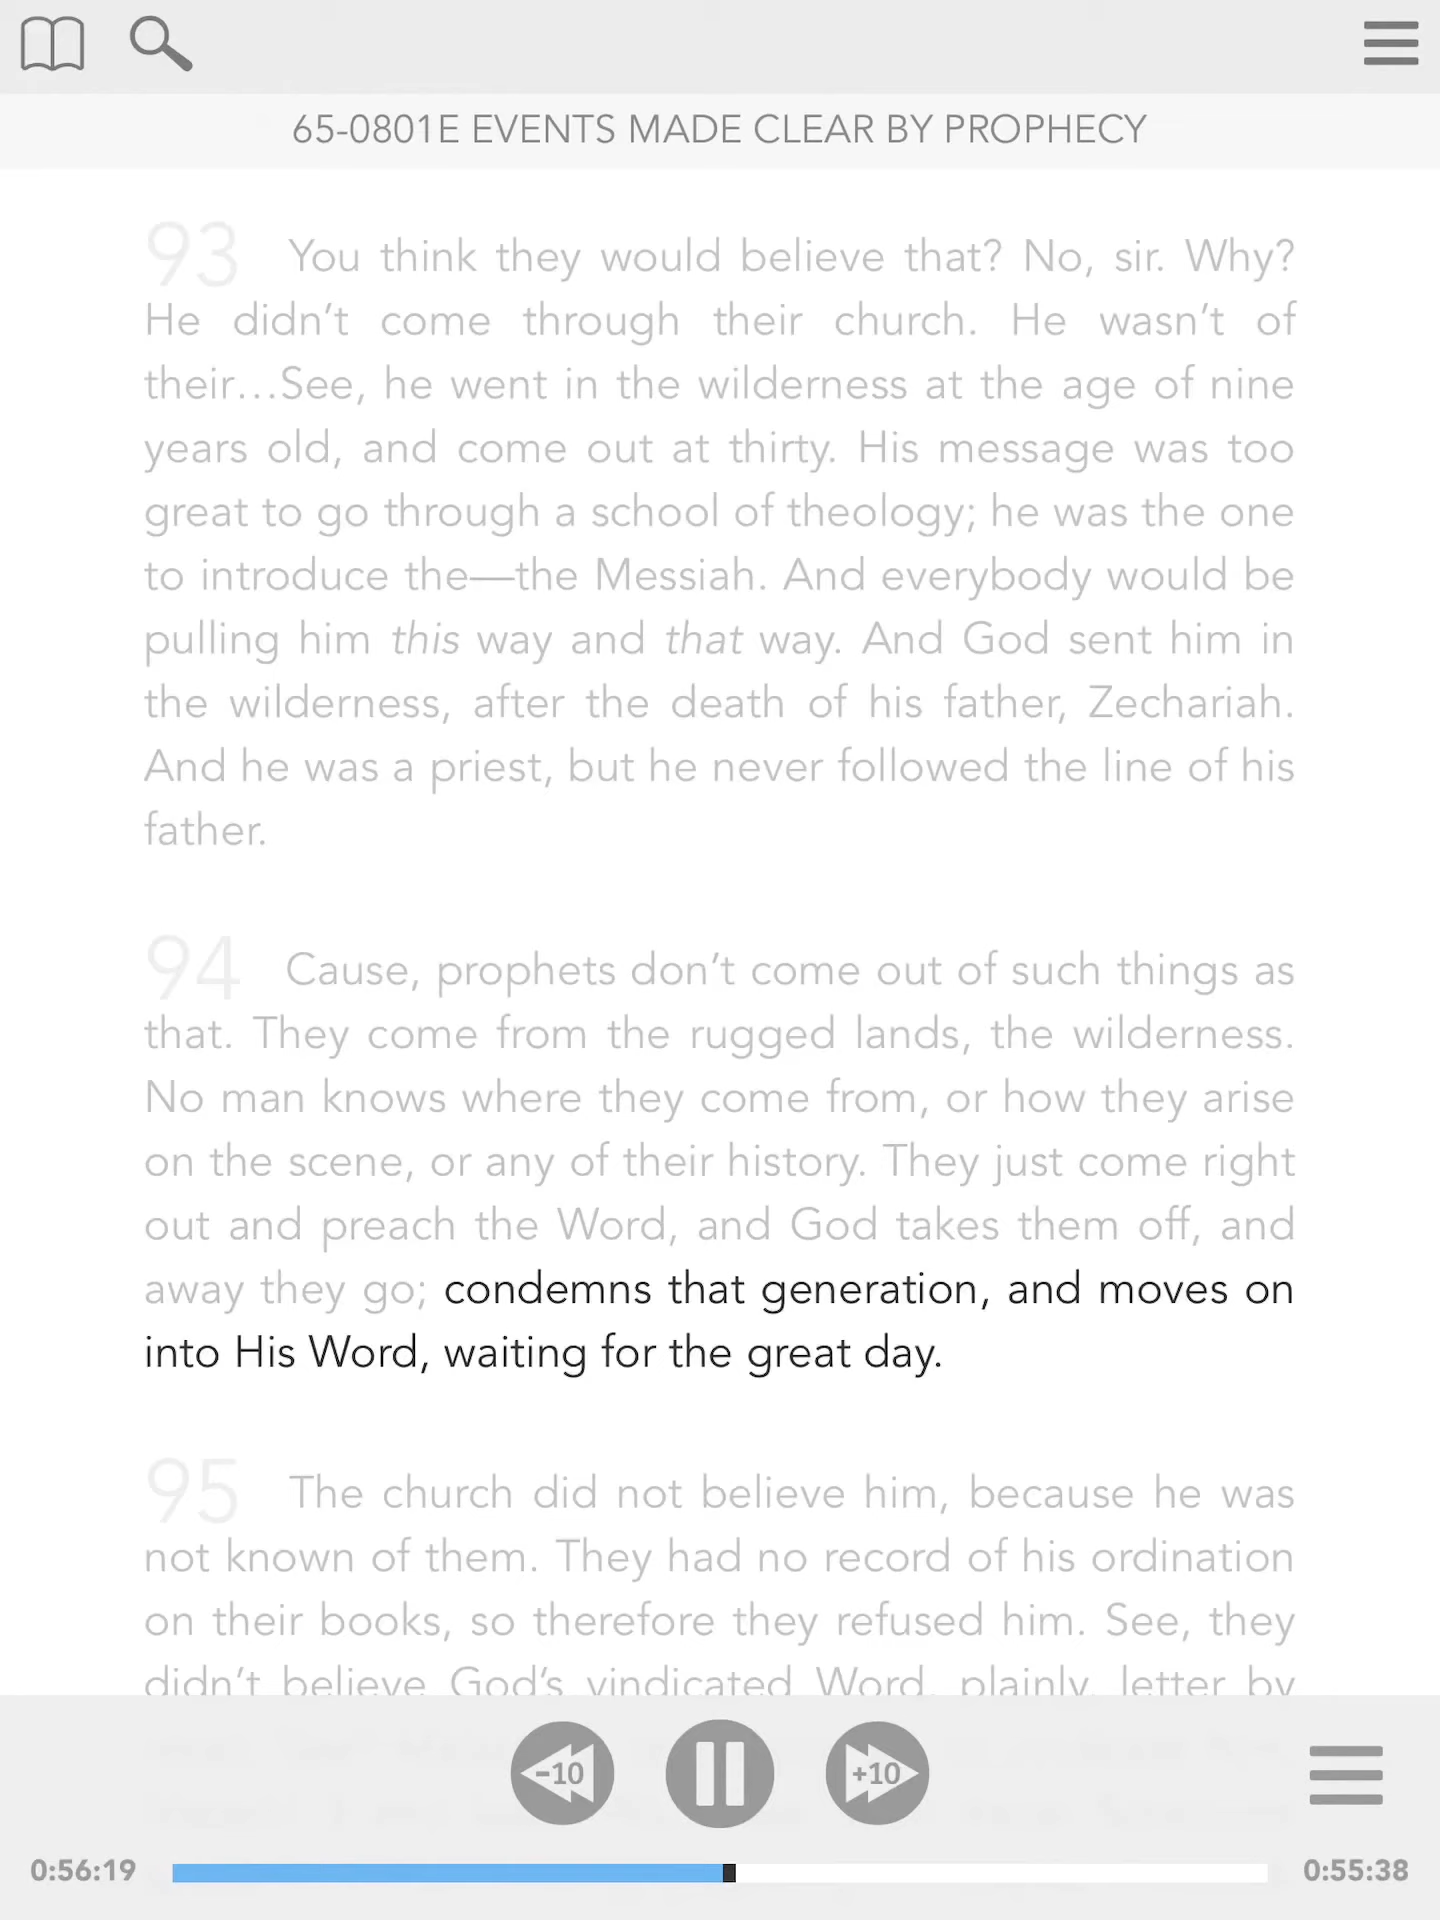 65-0801E EVENTS MADE CLEAR BY PROPHECY
93 You think they would believe that? No, sir. Why?
He didn’t come through their church. He wasn’t of
their…See, he went in the wilderness at the age of nine
years old, and come out at thirty. His message was too
great to go through a school of theology; he was the one
to introduce the—the Messiah. And everybody would be
pulling him this way and that way. And God sent him in
the wilderness, after the death of his father, Zechariah.
And he was a priest, but he never followed the line of his
father.
94 Cause, prophets don’t come out of such things as
that. They come from the rugged lands, the wilderness.
No man knows where they come from, or how they arise
on the scene, or any of their history. They just come right
out and preach the Word, and God takes them off, and
away they go; condemns that generation, and moves on
into His Word, waiting for the great day.
95 The church did not believe him, because he was
not known of them. They had no record of his ordination
on their books, so therefore they refused him. See, they
didn’t believe God’s vindicated Word, plainly, letter by
-10 +10
0:56:19 0:55:38